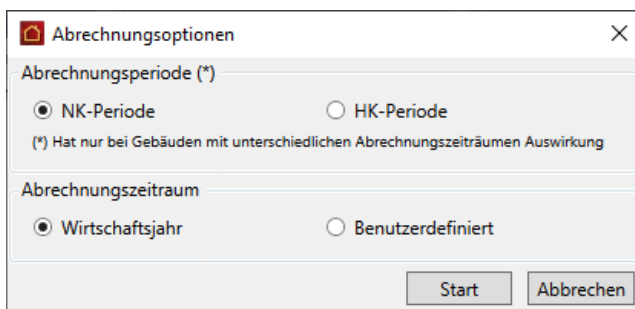 Abrechnungsoptionen
Abrechnungsperiode (*)
NK-Periode HK-Periode
(*) Hat nur bei Gebäuden mit unterschiedlichen Abrechnungszeiträumen Auswirkung
Abrechnungszeitraum
Wirtschaftsjahr Benutzerdefiniert
Start Abbrechen